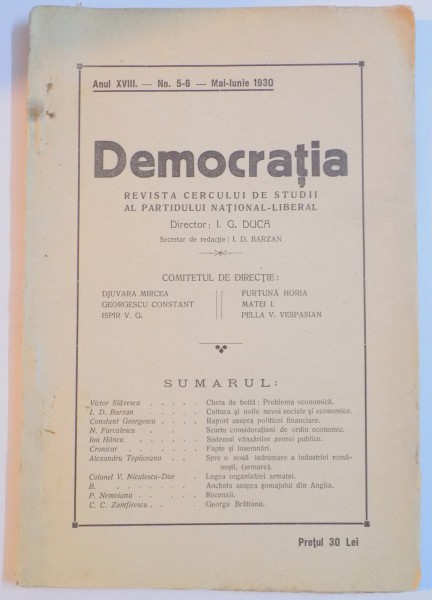 Anul XVIII. — No. 5-6 — Mai-Iunie 1930
Democrația
REVISTA CERCULUI DE STUDII
AL PARTIDULUI NAȚIONAL-LIBERAL
Director: I. G. DUCA
Secretar de redacție: I. D. BARZAN
COMITETUL DE DIRECȚIE:
DJUVARA MIRCEA FURTUNĂ HORIA
GEORGESCU CONSTANT MATEI I.
ISPIR V. G. PELLA V. VESPASIAN
SUMARUL:
Victor Slăvescu . . . . . Cheia de boltă: Problema economică.
I. D. Barzan . . . . . Cultura și noile nevoi sociale și economice.
Constant Georgescu . . . . Raport asupra politicei financiare.
N. Furculescu . . . Scurte considerațiuni de ordin economic.
Ion Hâncu . . . . . . Sistemul vânzărilor averei publice.
Cronicar . . . . . . Fapte și însemnări.
Alexandru Topliceanu . . . Spre o nouă îndrumare a industriei româ-
nești, (armare).
Colonel V. Niculescu-Dus . . Legea organizărei armatei.
B. . . . . . . . Ancheta asupra șomajului din Anglia.
P. Nemoianu . . . . . Recenzii.
C. C. Zamfirescu . . . George Brătianu.
Prețul 30 Lei